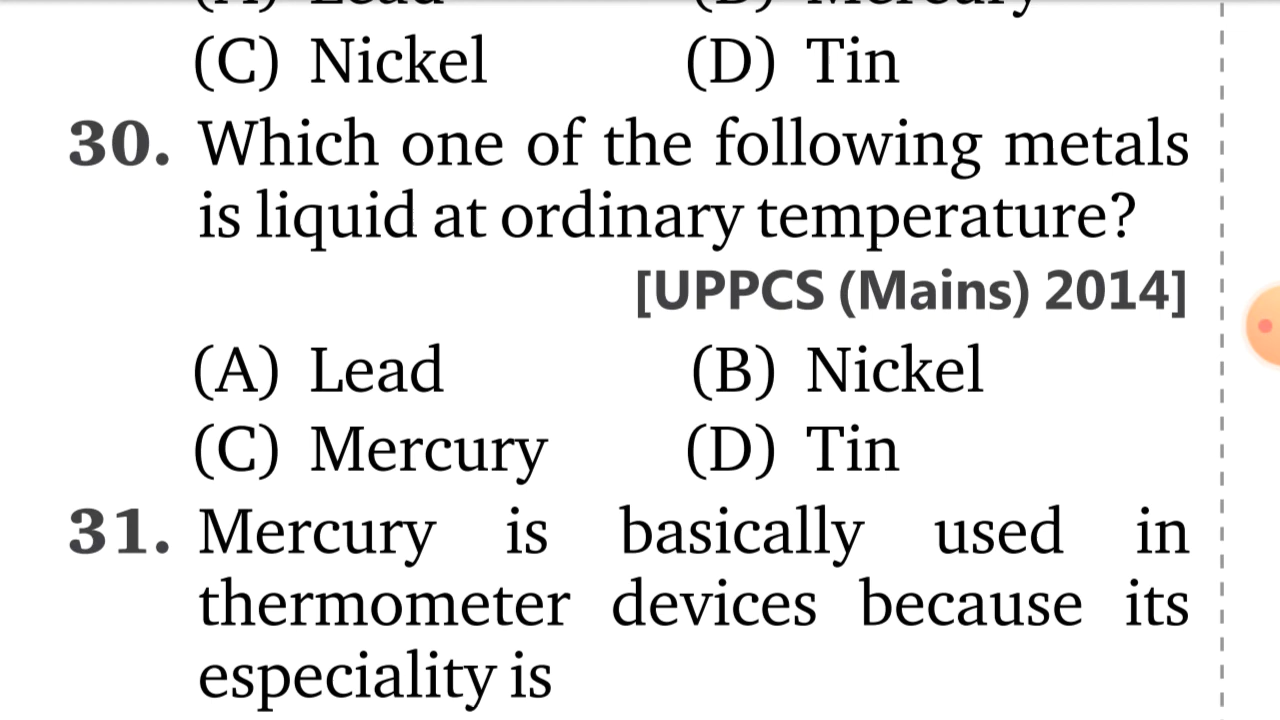 (C) Nickel (D) Tin
30. Which one of the following metals
is liquid at ordinary temperature?
[UPPCS (Mains) 2014]
(A) Lead (B) Nickel
(C) Mercury (D) Tin
31. Mercury is basically used in
thermometer devices because its
especiality is